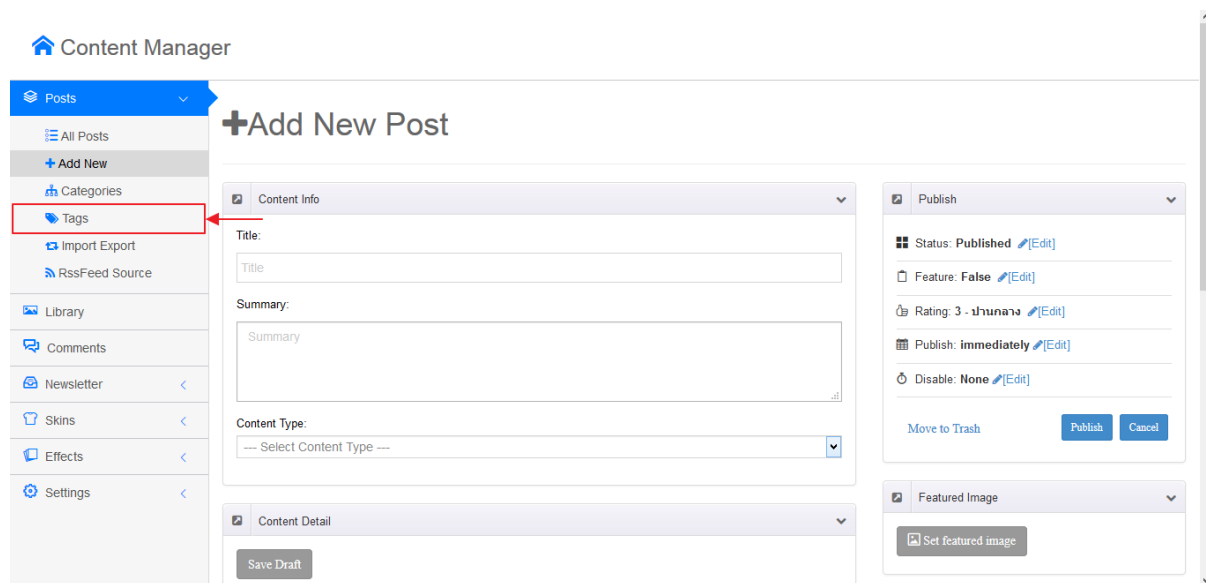 Content Manager
Posts
All Posts
Add New
Categories
Tags
Import Export
RssFeed Source
Library
Comments
Newsletter
Skins
Effects
Settings
Add New Post
Content Info
Title:
Title
Summary:
Summary
Content Type:
--- Select Content Type ---
Content Detail
Save Draft
Publish
Status: Published [Edit]
Feature: False [Edit]
Rating: 3 - ปานกลาง [Edit]
Publish: immediately [Edit]
Disable: None [Edit]
Move to Trash Publish Cancel
Featured Image
Set featured image